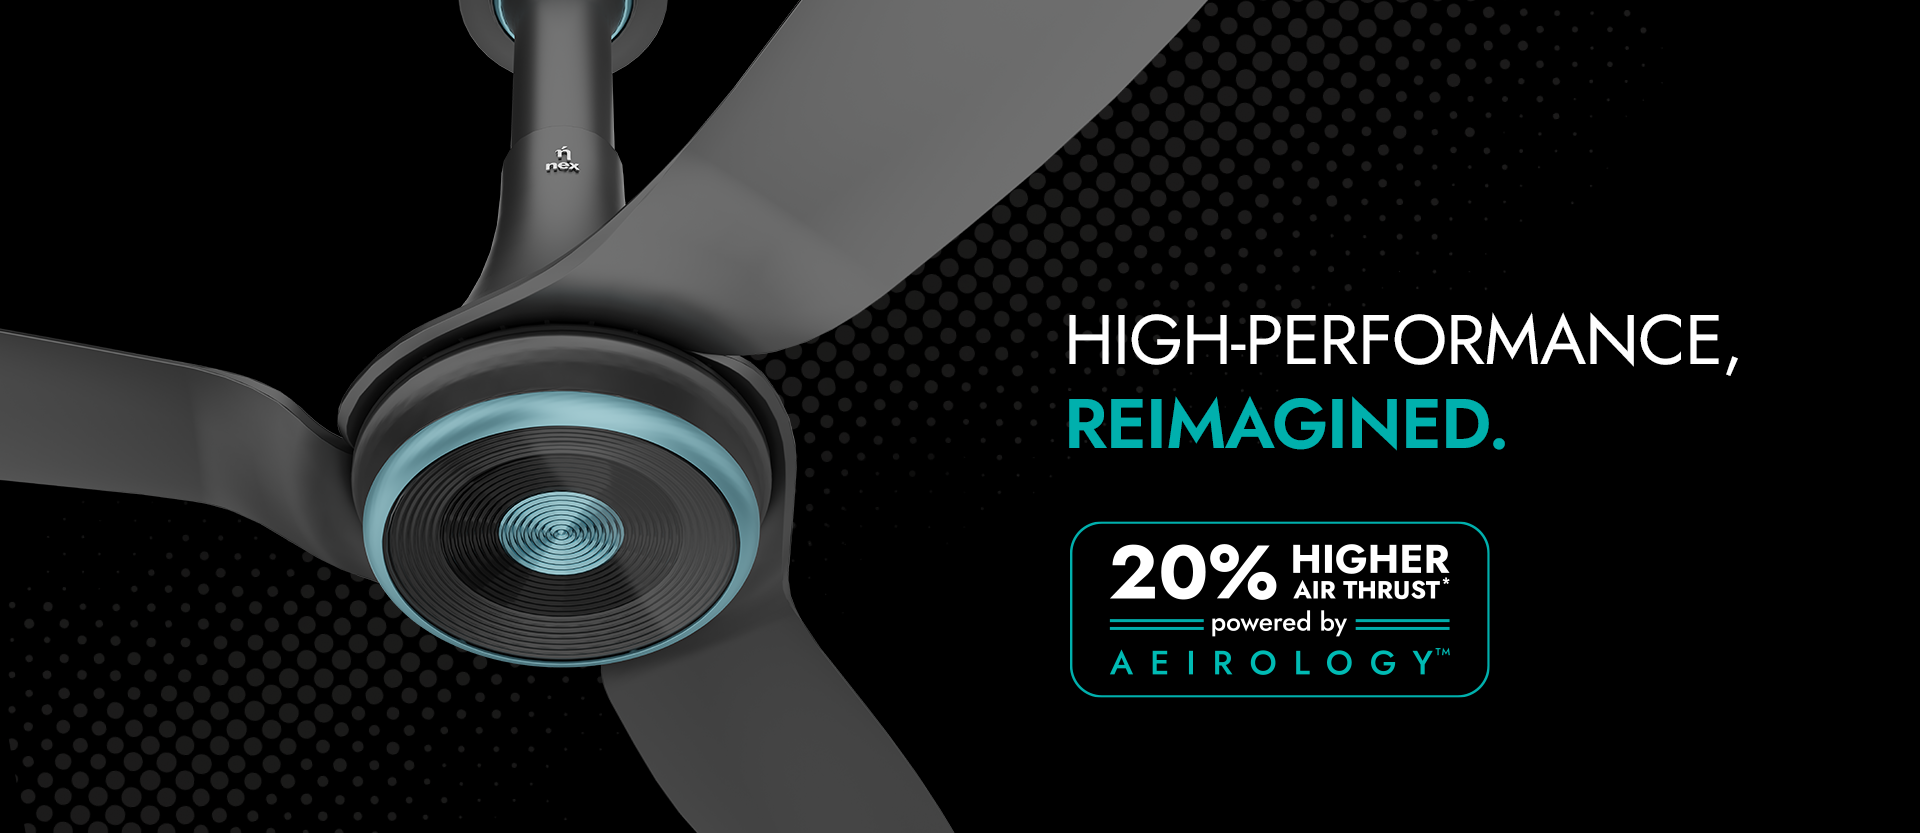 ń
nex
HIGH-PERFORMANCE,
REIMAGINED.
20% HIGHER
AIR THRUST*
powered by
AEIROLOGY™